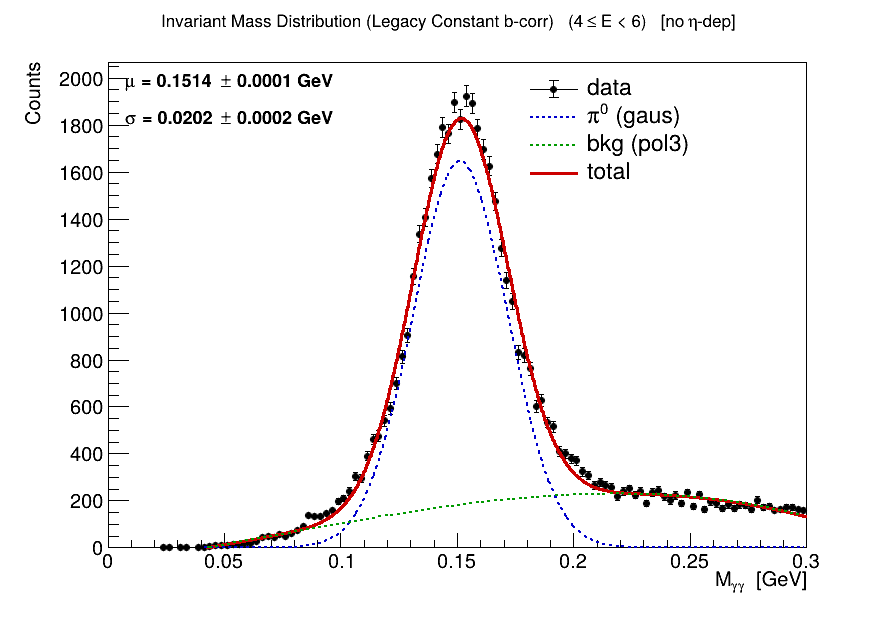 Invariant Mass Distribution (Legacy Constant b-corr) (4 ≤ E < 6) [no η-dep]
Counts
μ = 0.1514 ± 0.0001 GeV
σ = 0.0202 ± 0.0002 GeV
data
π⁰ (gaus)
bkg (pol3)
total
2000
1800
1600
1400
1200
1000
800
600
400
200
0
0 0.05 0.1 0.15 0.2 0.25 0.3
Mγγ [GeV]